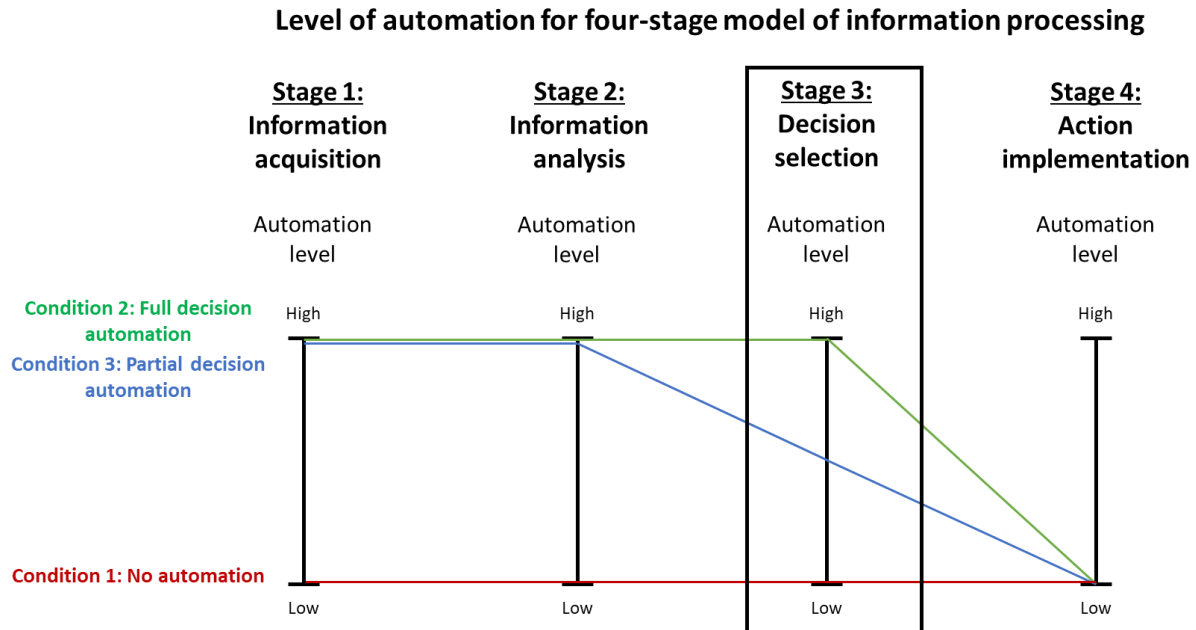 Level of automation for four-stage model of information processing
Stage 1:
Information
acquisition
Stage 2:
Information
analysis
Stage 3:
Decision
selection
Stage 4:
Action
implementation
Automation
level
Automation
level
Automation
level
Automation
level
Condition 2: Full decision
automation
Condition 3: Partial decision
automation
High
High
High
High
Condition 1: No automation
Low
Low
Low
Low